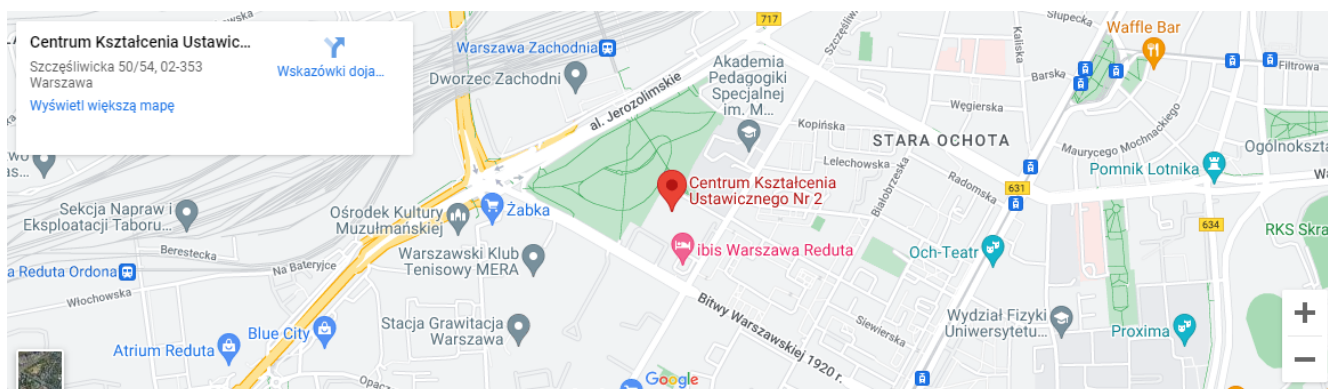 Centrum Kształcenia Ustawic...
Szczęśliwicka 50/54, 02-353
Warszawa
Wyświetl większą mapę
Wskazówki doja...
717
Słupecka
Waffle Bar
Warszawa Zachodnia
Dworzec Zachodni
al. Jerozolimskie
Szczęśliwicka
Akademia
Pedagogiki
Specjalnej
im. M...
Kaliska
Barska
Filtrowa
Węgierska
Kopińska
STARA OCHOTA
Maurycego Mochnackiego
Ogólnokszta
Lelechowska
Pomnik Lotnika
Radomska
631
Wa
Białobrzeska
Centrum Kształcenia
Ustawicznego Nr 2
Żabka
Sekcja Napraw i
Eksploatacji Taboru...
Ośrodek Kultury
Muzułmańskiej
634
RKS Skra
Berestecka
Warszawski Klub
Tenisowy MERA
ibis Warszawa Reduta
Och-Teatr
Na Bateryjce
a Reduta Ordona
Włochowska
Bitwy Warszawskiej 1920 r.
Stacja Grawitacja
Warszawa
Siewierska
Wydział Fizyki
Uniwersytetu...
Proxima
Blue City
Atrium Reduta
Google
Opac
+
−